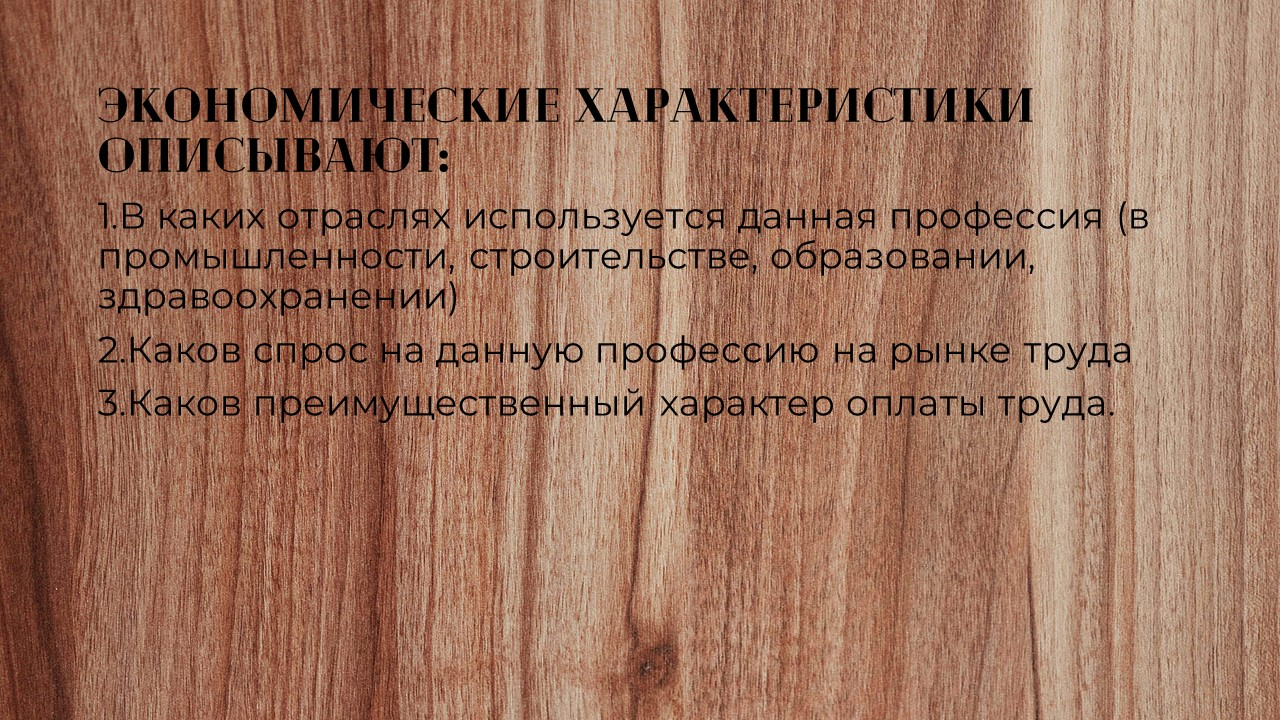 ЭКОНОМИЧЕСКИЕ ХАРАКТЕРИСТИКИ
ОПИСЫВАЮТ:
1.В каких отраслях используется данная профессия (в
промышленности, строительстве, образовании,
здравоохранении)
2.Каков спрос на данную профессию на рынке труда
3.Каков преимущественный характер оплаты труда.